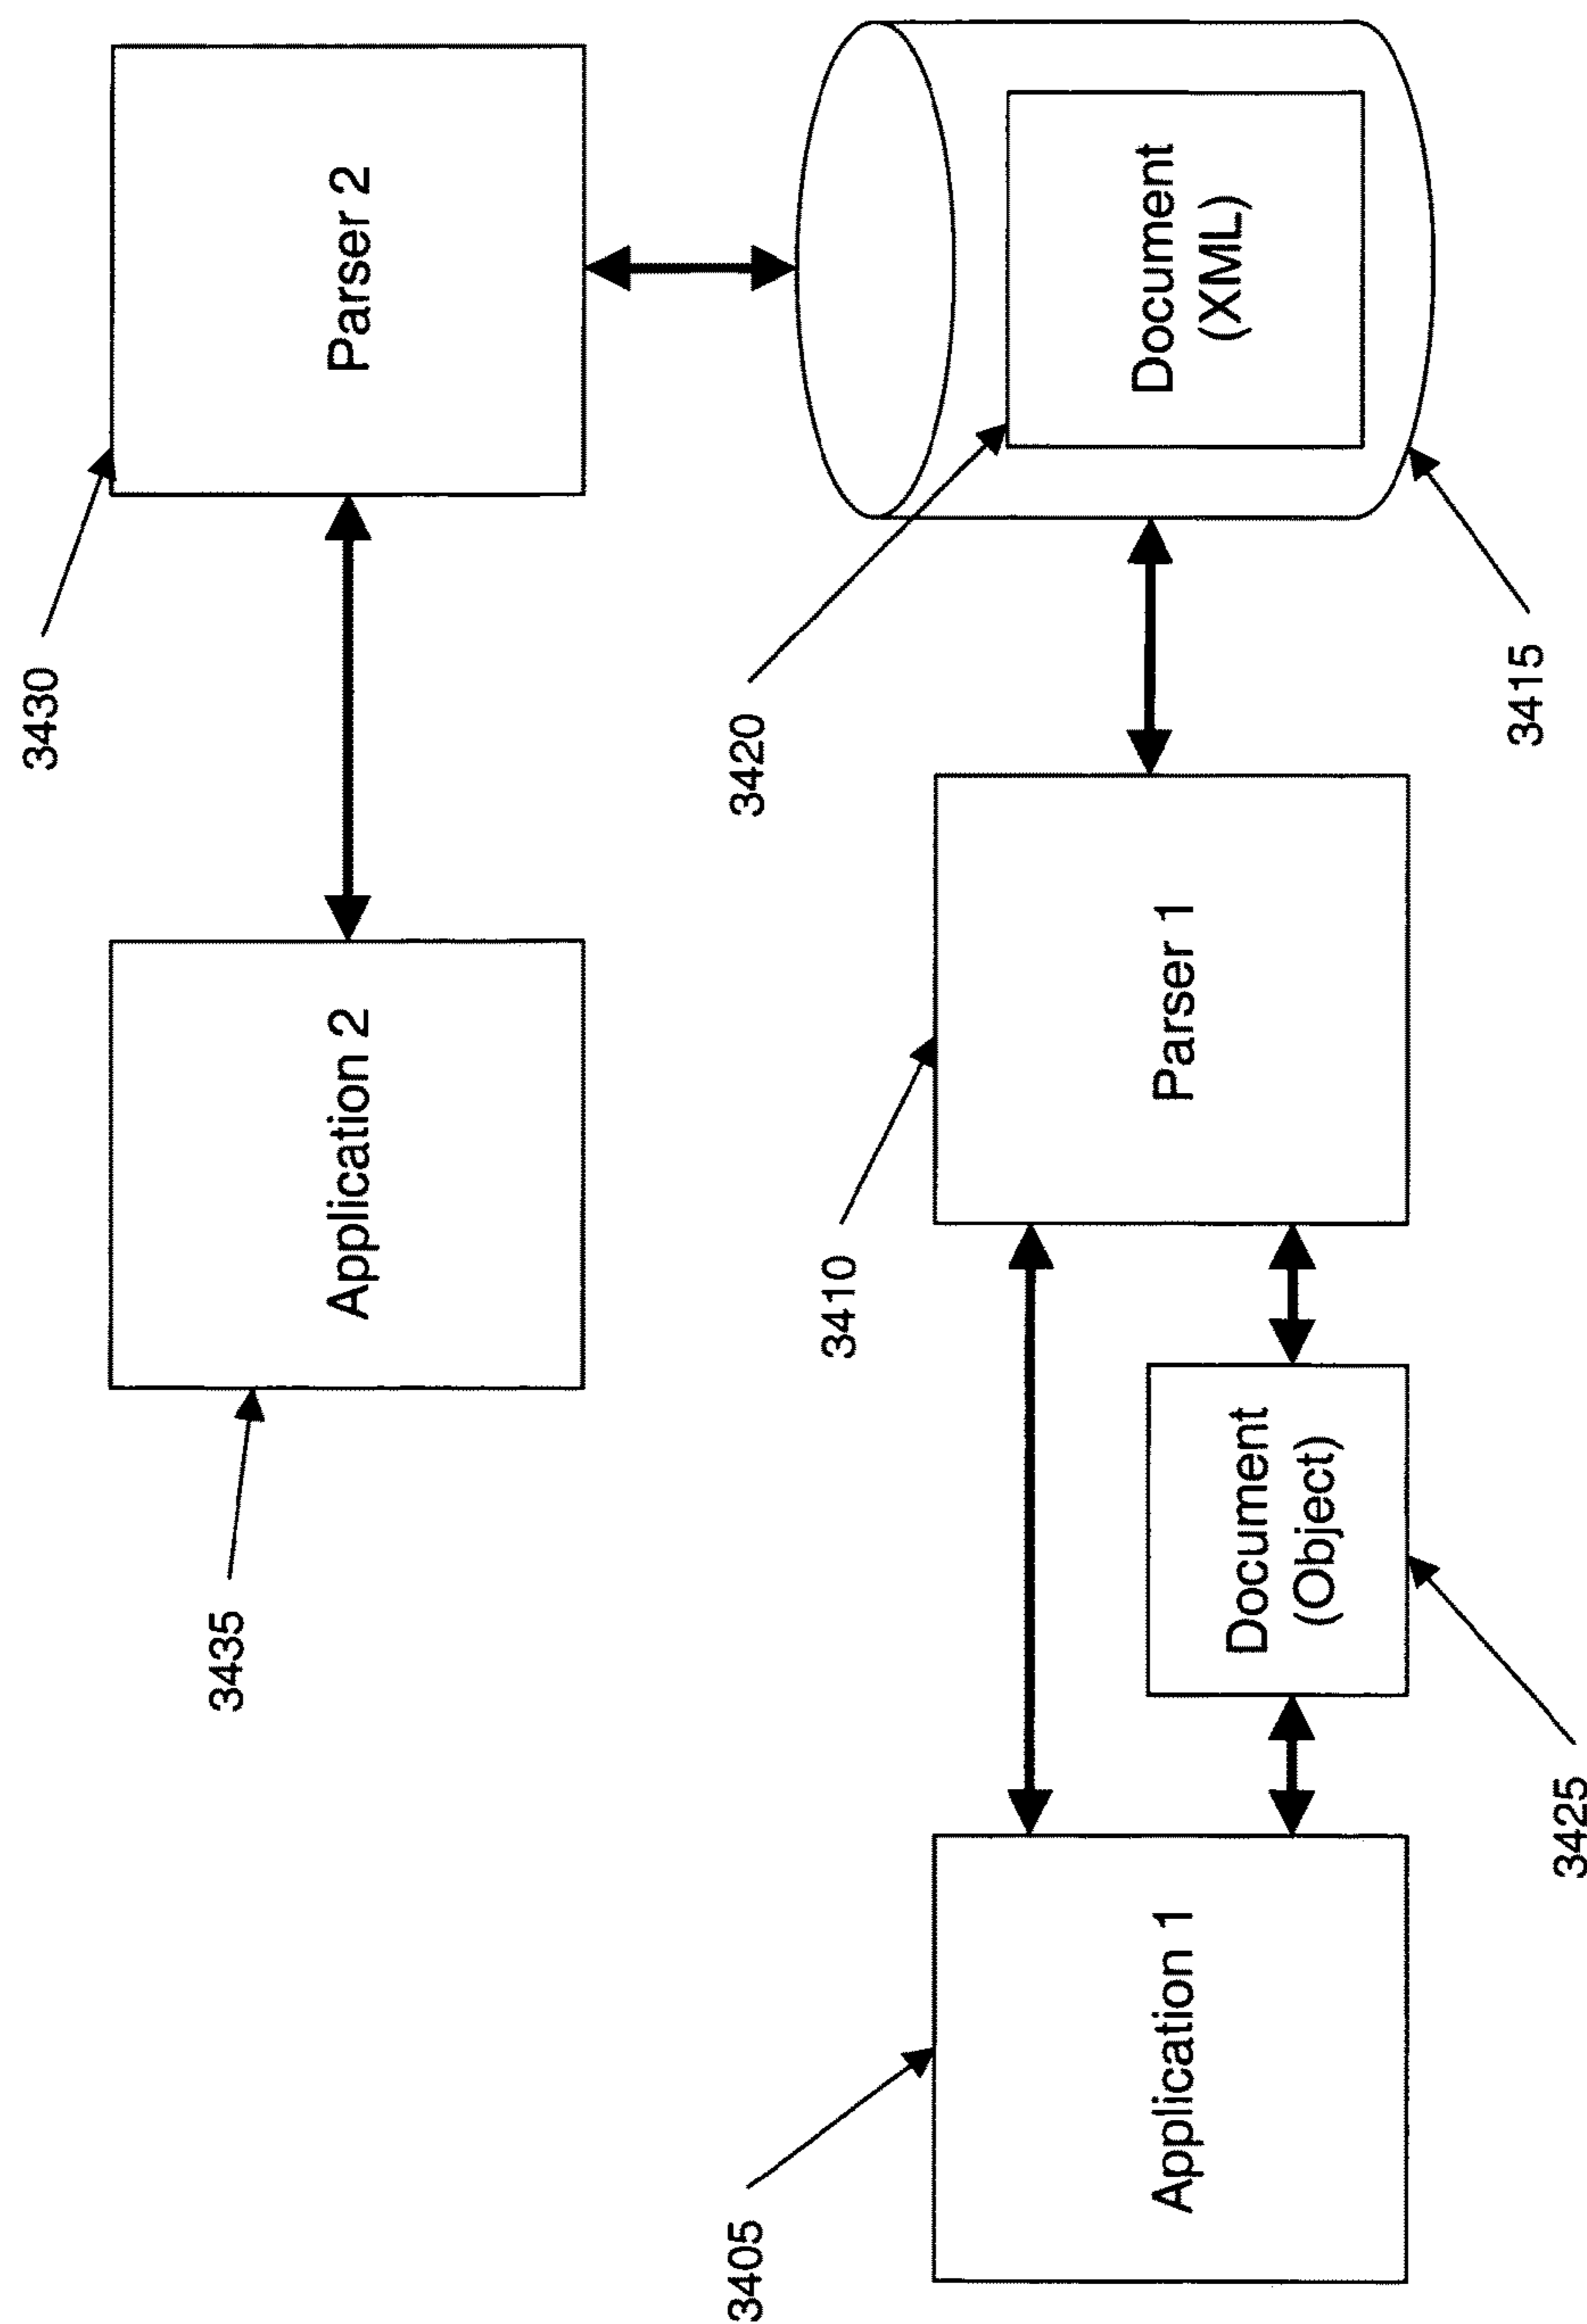 3435
Application 2
3430
Parser 2
3405
Application 1
3425
Document
(Object)
3410
Parser 1
3420
Document
(XML)
3415